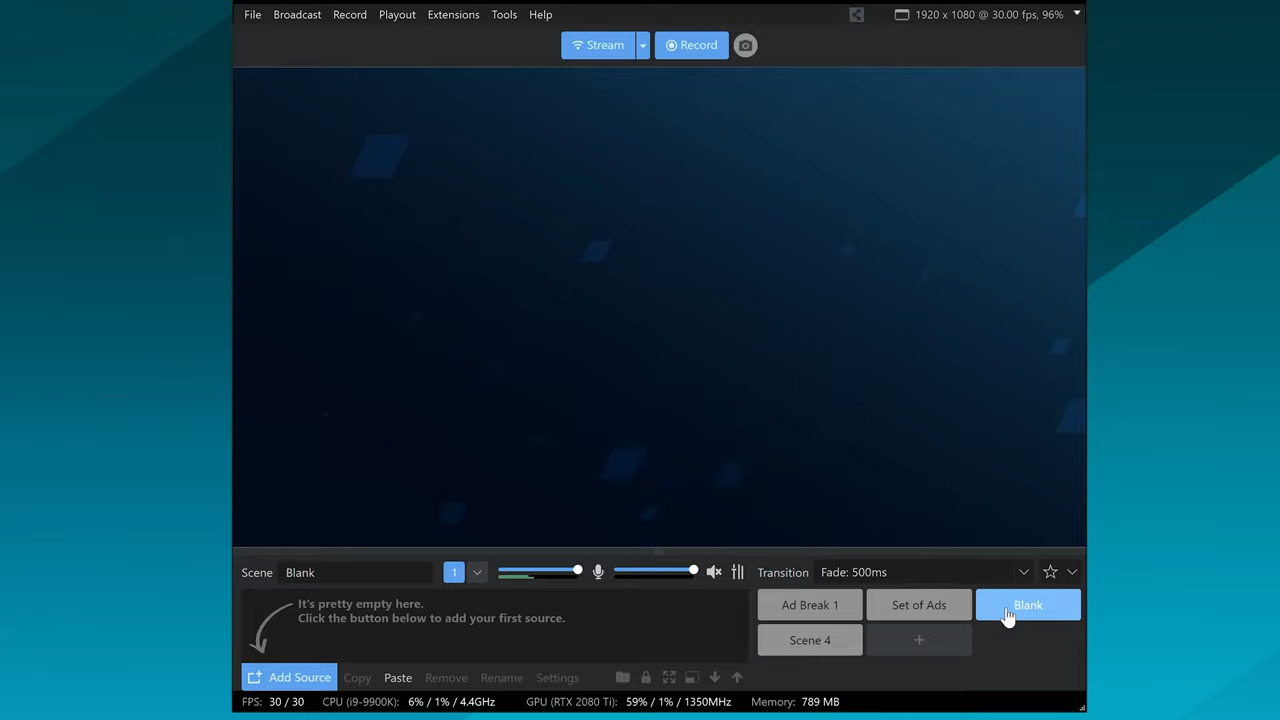 File Broadcast Record Playout Extensions Tools Help 1920 x 1080 @ 30.00 fps, 96%
Stream Record
Scene Blank 1 Transition Fade: 500ms
It's pretty empty here.
Click the button below to add your first source.
Ad Break 1 Set of Ads Blank
Scene 4 +
Add Source Copy Paste Remove Rename Settings
FPS: 30 / 30 CPU (i9-9900K): 6% / 1% / 4.4GHz GPU (RTX 2080 Ti): 59% / 1% / 1350MHz Memory: 789 MB